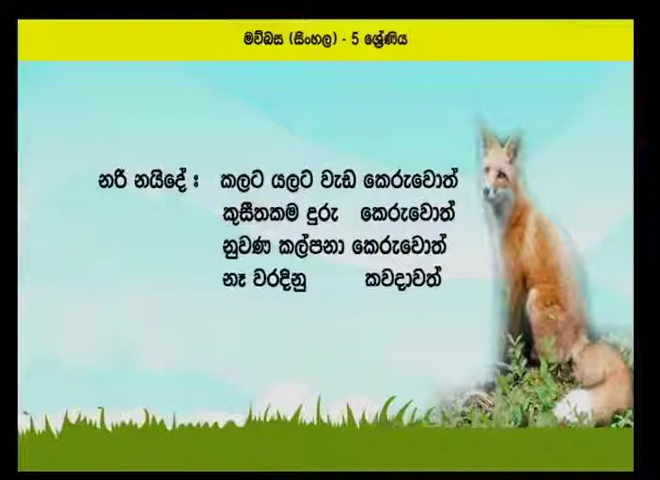 මව්බස (සිංහල) - 5 ශ්‍රේණිය
නරී නයිදේ : කලට යලට වැඩ කෙරුවොත්
කුසීතකම දුරු කෙරුවොත්
නුවණ කල්පනා කෙරුවොත්
නෑ වරදිනු කවදාවත්